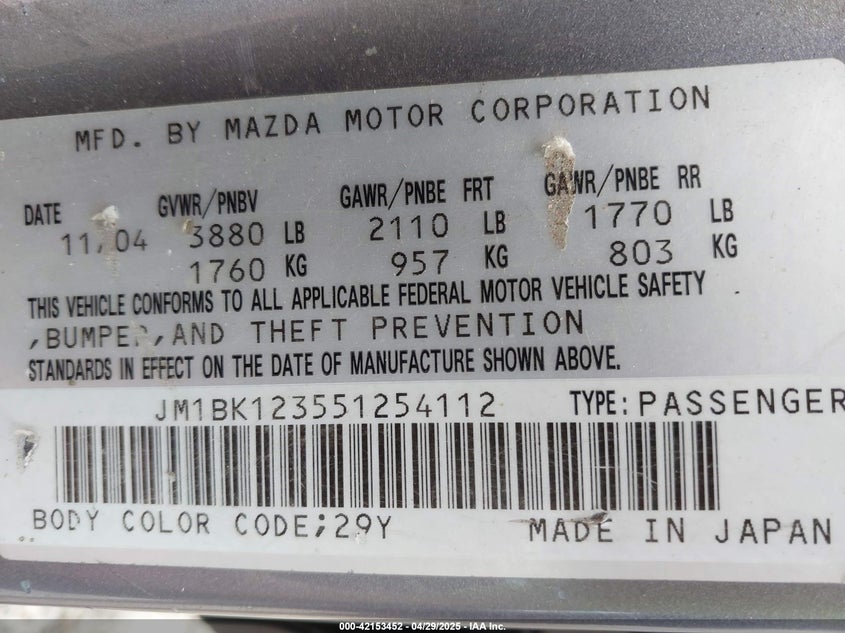 MFD. BY MAZDA MOTOR CORPORATION
DATE GVWR/PNBV GAWR/PNBE FRT GAWR/PNBE RR
11/04 3880 LB 2110 LB 1770 LB
1760 KG 957 KG 803 KG
THIS VEHICLE CONFORMS TO ALL APPLICABLE FEDERAL MOTOR VEHICLE SAFETY
,BUMPER,AND THEFT PREVENTION
STANDARDS IN EFFECT ON THE DATE OF MANUFACTURE SHOWN ABOVE.
JM1BK123551254112 TYPE:PASSENGER
BODY COLOR CODE;29Y MADE IN JAPAN
000-42153452 - 04/29/2025 - IAA Inc.